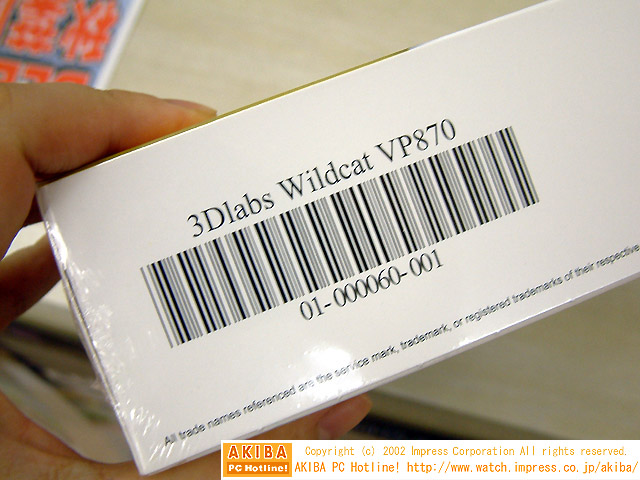 3Dlabs Wildcat VP870
01-000060-001
All trade names referenced are the service mark, trademark, or registered trademarks of their respective
AKIBA
PC Hotline!
Copyright (c) 2002 Impress Corporation All rights reserved.
AKIBA PC Hotline! http://www.watch.impress.co.jp/akiba/